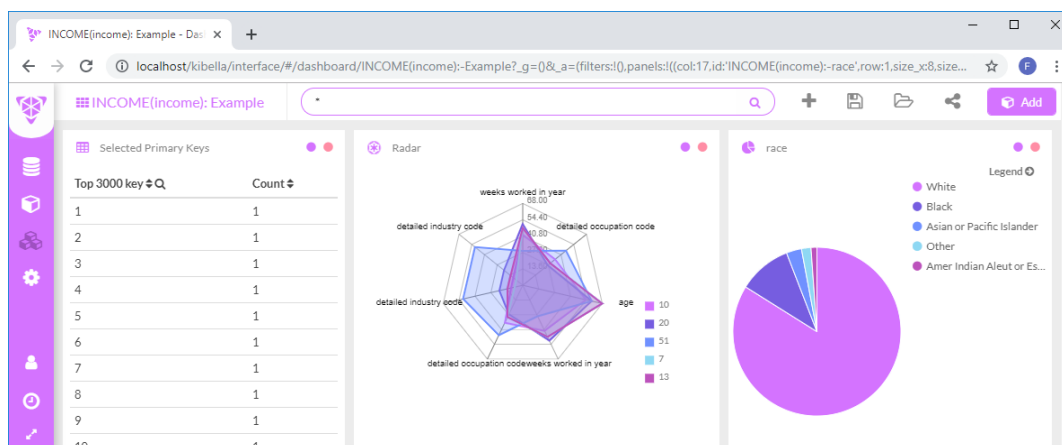 INCOME(income): Example - Das
localhost/kibella/interface/#/dashboard/INCOME(income):-Example?_g=()&_a=(filters:!(),panels:!((col:17,id:'INCOME(income):-race',row:1,size_x:8,size...
F
INCOME(income): Example
*
Add
Selected Primary Keys
Top 3000 key Count
1 1
2 1
3 1
4 1
5 1
6 1
7 1
8 1
9 1
10 1
Radar
weeks worked in year
68.00
54.40
40.80
detailed industry code
detailed occupation code
detailed industry code
age
detailed occupation code
weeks worked in year
10
20
51
7
13
race
Legend
White
Black
Asian or Pacific Islander
Other
Amer Indian Aleut or Es...